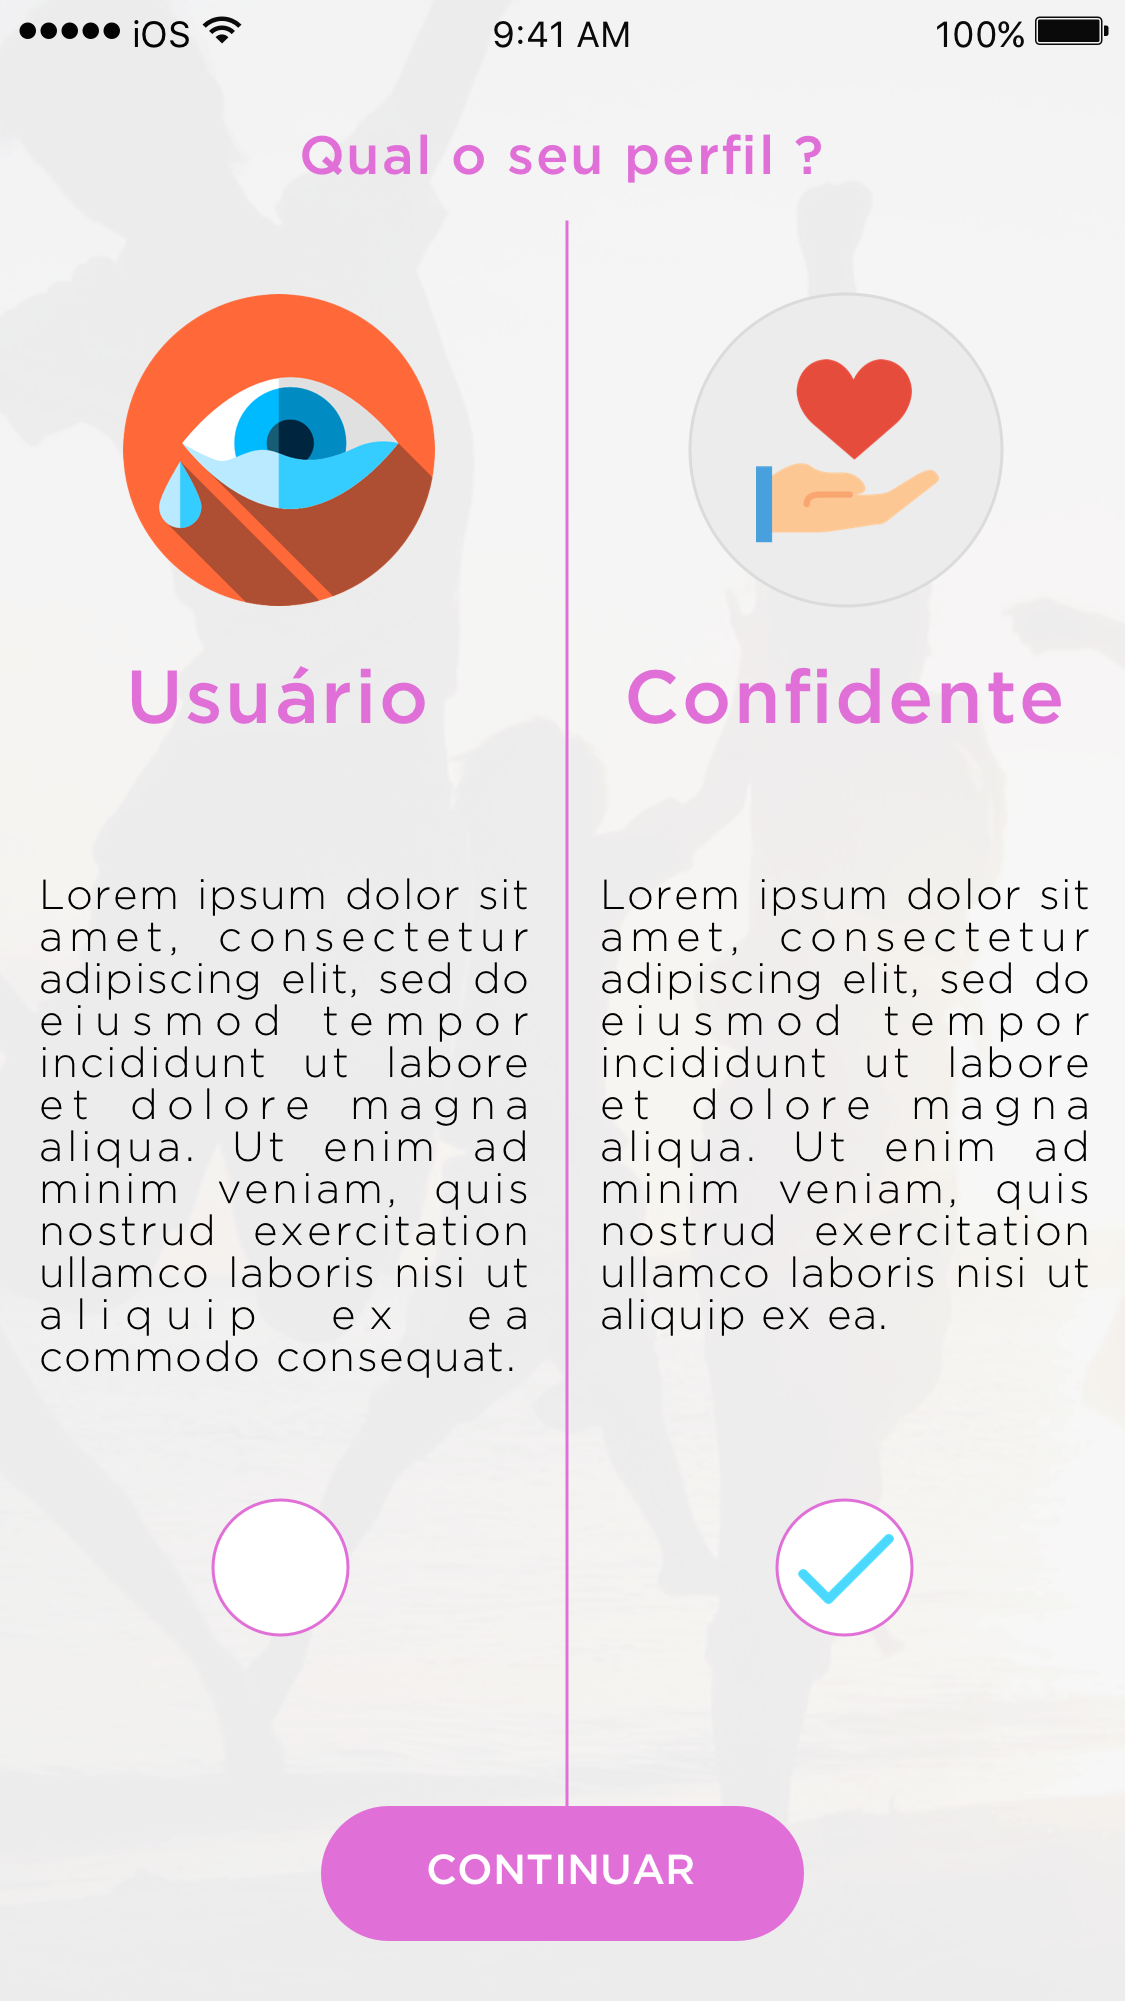 iOS 9:41 AM 100%
Qual o seu perfil ?
Usuário
Lorem ipsum dolor sit
amet, consectetur
adipiscing elit, sed do
eiusmod tempor
incididunt ut labore
et dolore magna
aliqua. Ut enim ad
minim veniam, quis
nostrud exercitation
ullamco laboris nisi ut
aliquip ex ea
commodo consequat.
Confidente
Lorem ipsum dolor sit
amet, consectetur
adipiscing elit, sed do
eiusmod tempor
incididunt ut labore
et dolore magna
aliqua. Ut enim ad
minim veniam, quis
nostrud exercitation
ullamco laboris nisi ut
aliquip ex ea.
CONTINUAR